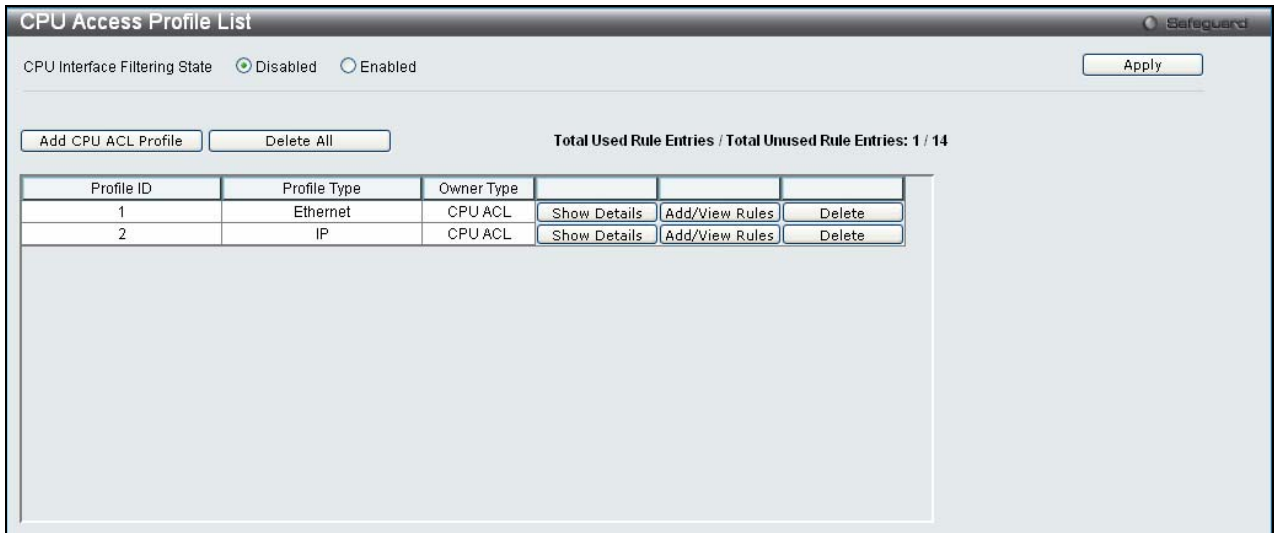 CPU Access Profile List
Safeguard
CPU Interface Filtering State Disabled Enabled Apply
Add CPU ACL Profile Delete All Total Used Rule Entries / Total Unused Rule Entries: 1 / 14
Profile ID Profile Type Owner Type
1 Ethernet CPU ACL Show Details Add/View Rules Delete
2 IP CPU ACL Show Details Add/View Rules Delete